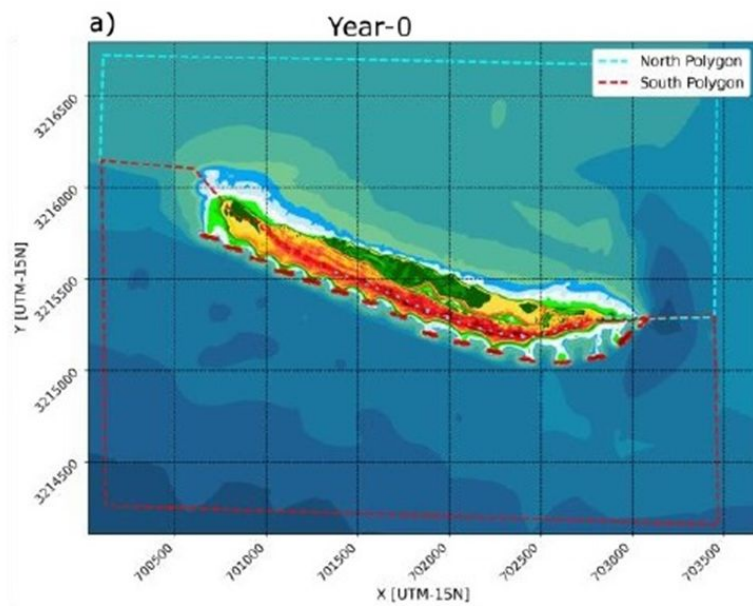 a)
Year-0
North Polygon
South Polygon
3216500
3216000
3215500
3215000
3214500
Y [UTM-15N]
700500
701000
701500
702000
702500
703000
703500
X [UTM-15N]